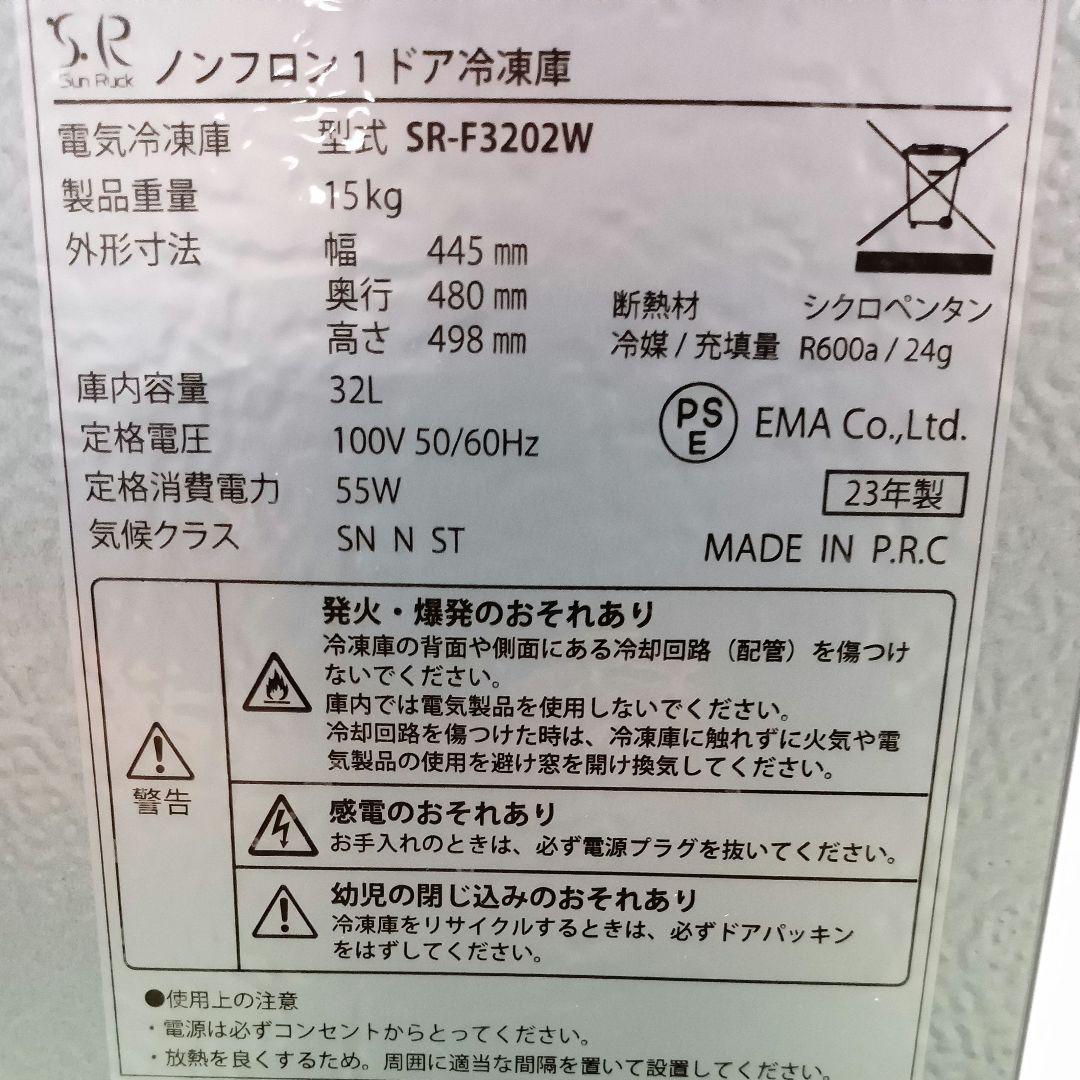 S.R
Sun Ruck
ノンフロン1ドア冷凍庫
電気冷凍庫 型式 SR-F3202W
製品重量 15kg
外形寸法 幅 445㎜
奥行 480㎜
高さ 498㎜
断熱材 シクロペンタン
冷媒/充填量 R600a/24g
庫内容量 32L
定格電圧 100V 50/60Hz
定格消費電力 55W
気候クラス SN N ST
PS
E
EMA Co.,Ltd.
23年製
MADE IN P.R.C
警告
発火・爆発のおそれあり
冷凍庫の背面や側面にある冷却回路（配管）を傷つけ
ないでください。
庫内では電気製品を使用しないでください。
冷却回路を傷つけた時は、冷凍庫に触れずに火気や電
気製品の使用を避け窓を開け換気してください。
感電のおそれあり
お手入れのときは、必ず電源プラグを抜いてください。
幼児の閉じ込みのおそれあり
冷凍庫をリサイクルするときは、必ずドアパッキン
をはずしてください。
●使用上の注意
・電源は必ずコンセントからとってください。
・放熱を良くするため。周囲に適当な間隔を置いて設置してください。